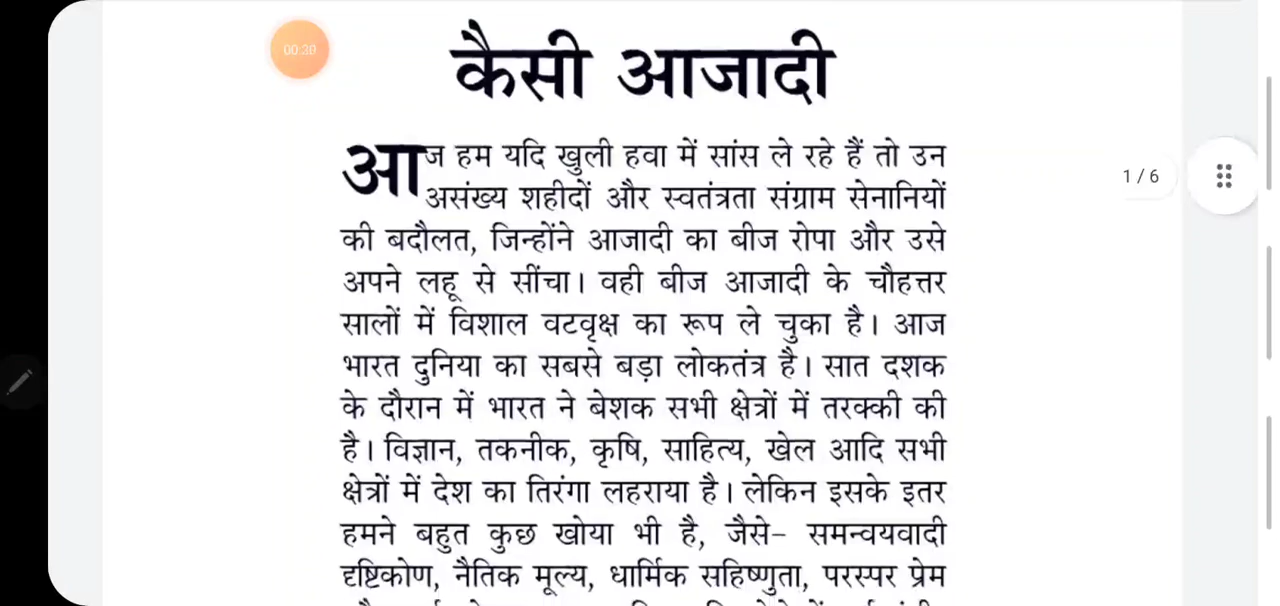 00:30
कैसी आजादी
आज हम यदि खुली हवा में सांस ले रहे हैं तो उन
असंख्य शहीदों और स्वतंत्रता संग्राम सेनानियों
की बदौलत, जिन्होंने आजादी का बीज रोपा और उसे
अपने लहू से सींचा। वही बीज आजादी के चौहत्तर
सालों में विशाल वटवृक्ष का रूप ले चुका है। आज
भारत दुनिया का सबसे बड़ा लोकतंत्र है। सात दशक
के दौरान में भारत ने बेशक सभी क्षेत्रों में तरक्की की
है। विज्ञान, तकनीक, कृषि, साहित्य, खेल आदि सभी
क्षेत्रों में देश का तिरंगा लहराया है। लेकिन इसके इतर
हमने बहुत कुछ खोया भी है, जैसे- समन्वयवादी
दृष्टिकोण, नैतिक मूल्य, धार्मिक सहिष्णुता, परस्पर प्रेम
1 / 6